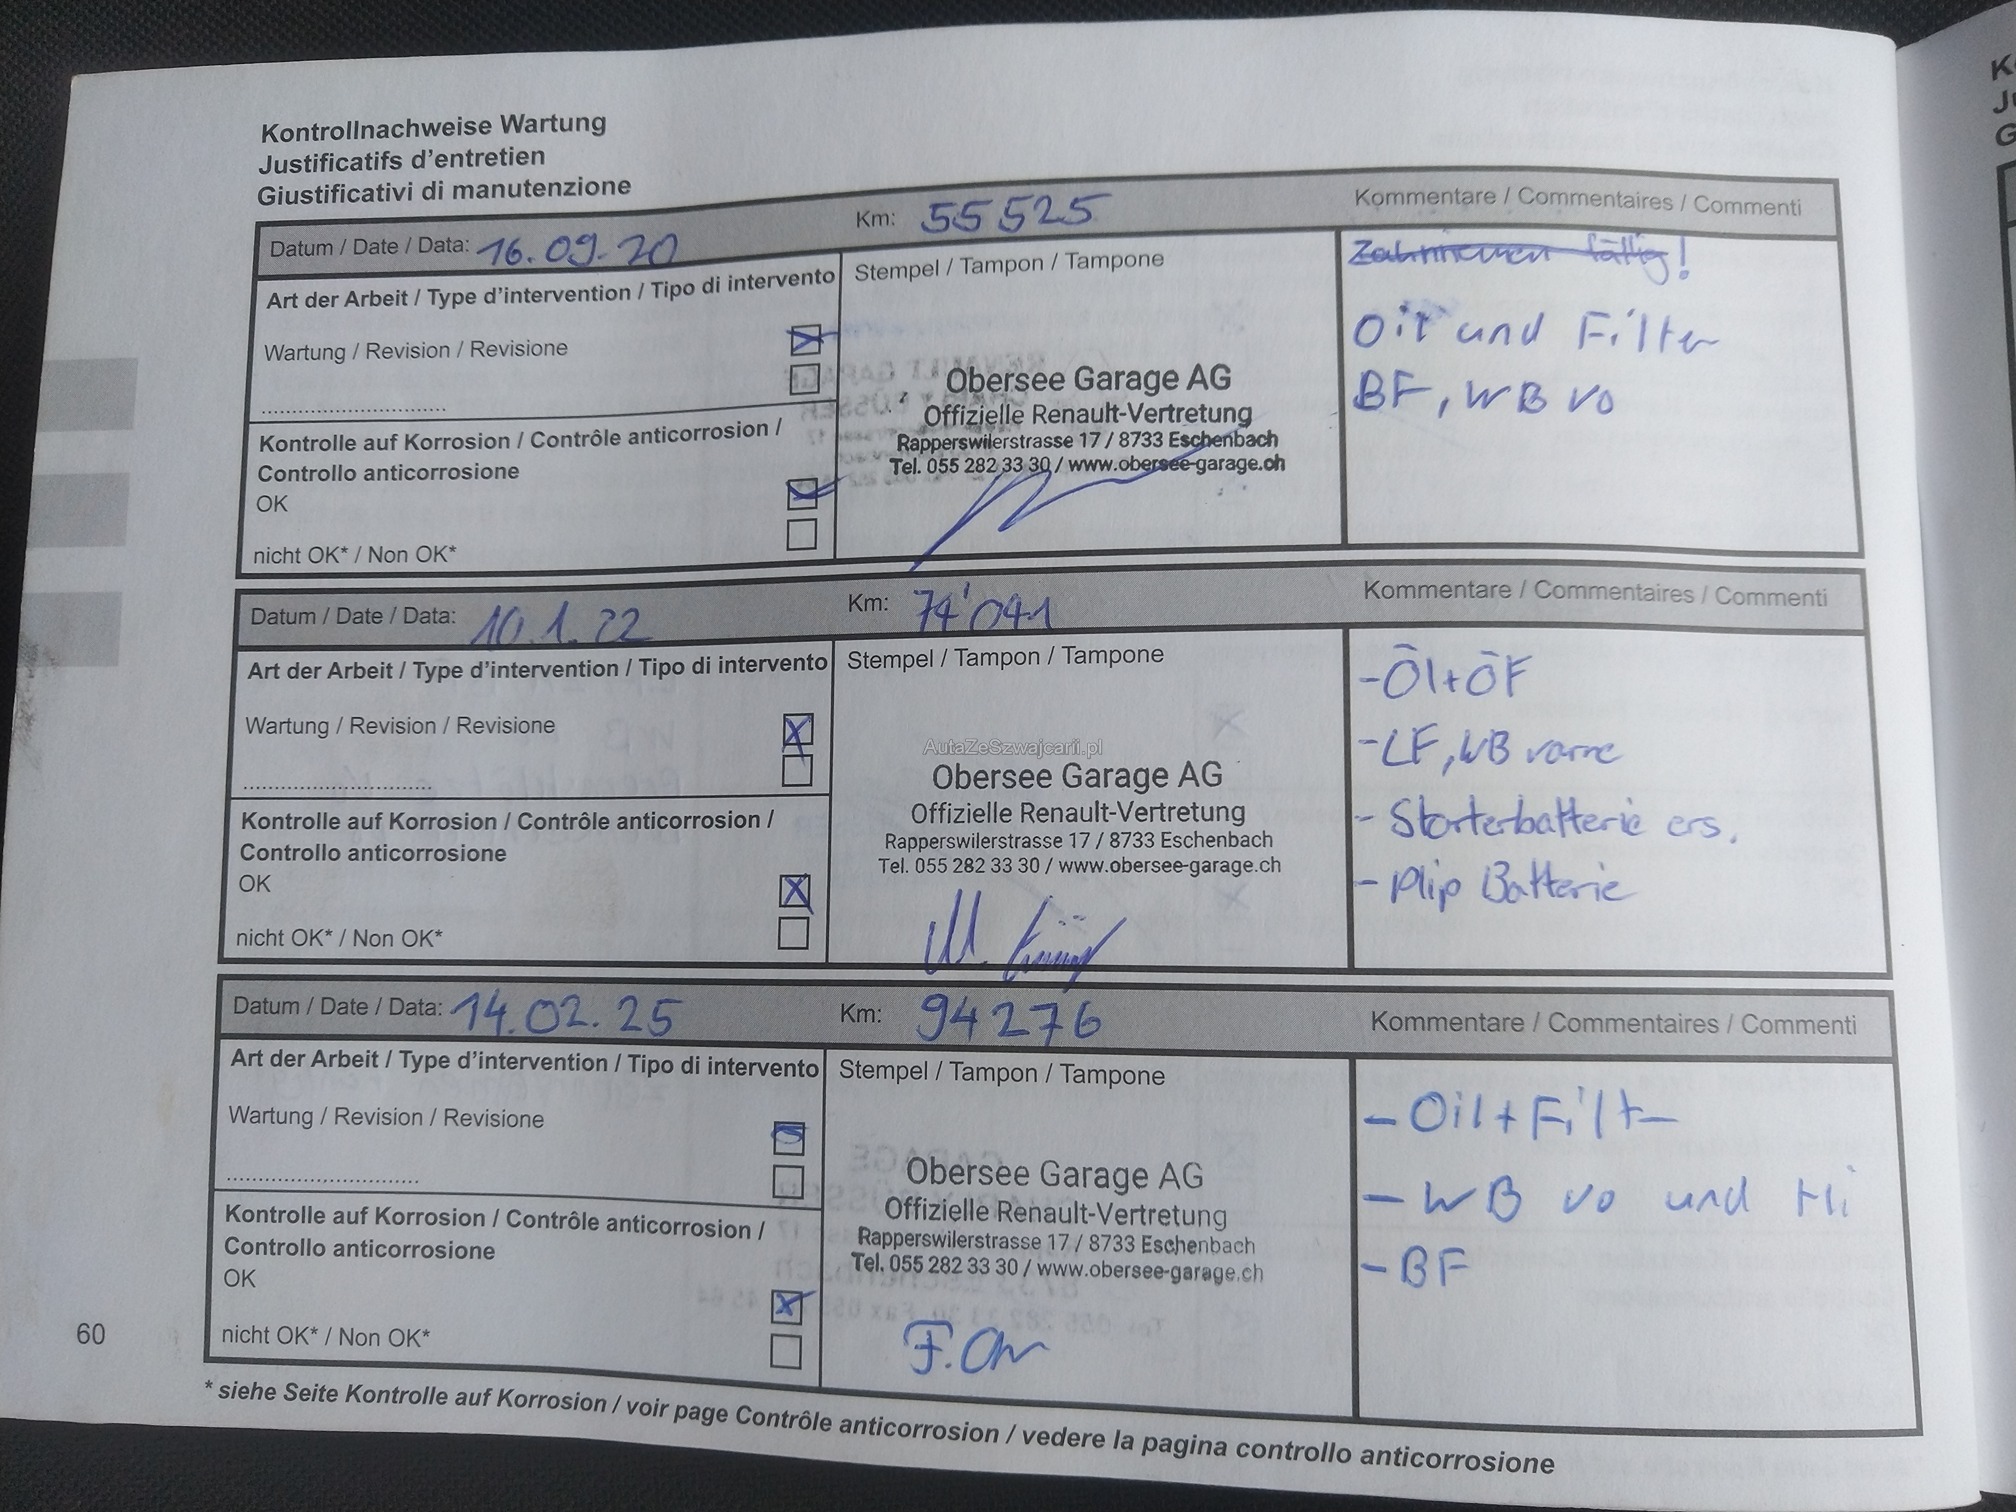 Kontrollnachweise Wartung
Justificatifs d'entretien
Giustificativi di manutenzione
Datum / Date / Data: 16.09.20 Km: 55525 Kommentare / Commentaires / Commenti
Art der Arbeit / Type d'intervention / Tipo di intervento
Stempel / Tampon / Tampone
Zahnriemen fällig!
Wartung / Revision / Revisione
Oil und Filter
BF, WB vo
Obersee Garage AG
Offizielle Renault-Vertretung
Rapperswilerstrasse 17 / 8733 Eschenbach
Tel. 055 282 33 30 / www.obersee-garage.ch
Kontrolle auf Korrosion / Contrôle anticorrosion /
Controllo anticorrosione
OK
nicht OK* / Non OK*
Datum / Date / Data: 10.1.22 Km: 74'041 Kommentare / Commentaires / Commenti
Art der Arbeit / Type d'intervention / Tipo di intervento
Stempel / Tampon / Tampone
- Öl+ÖF
Wartung / Revision / Revisione
- LF, WB vorne
AutaZeSzwajcarii.pl
Obersee Garage AG
Offizielle Renault-Vertretung
Rapperswilerstrasse 17 / 8733 Eschenbach
Tel. 055 282 33 30 / www.obersee-garage.ch
- Starterbatterie ers.
- Plip Batterie
Kontrolle auf Korrosion / Contrôle anticorrosion /
Controllo anticorrosione
OK
nicht OK* / Non OK*
Datum / Date / Data: 14.02.25 Km: 94276 Kommentare / Commentaires / Commenti
Art der Arbeit / Type d'intervention / Tipo di intervento
Stempel / Tampon / Tampone
- Oil + Filter
Wartung / Revision / Revisione
- WB vo und Hi
- BF
Obersee Garage AG
Offizielle Renault-Vertretung
Rapperswilerstrasse 17 / 8733 Eschenbach
Tel. 055 282 33 30 / www.obersee-garage.ch
Kontrolle auf Korrosion / Contrôle anticorrosion /
Controllo anticorrosione
OK
nicht OK* / Non OK*
60
* siehe Seite Kontrolle auf Korrosion / voir page Contrôle anticorrosion / vedere la pagina controllo anticorrosione